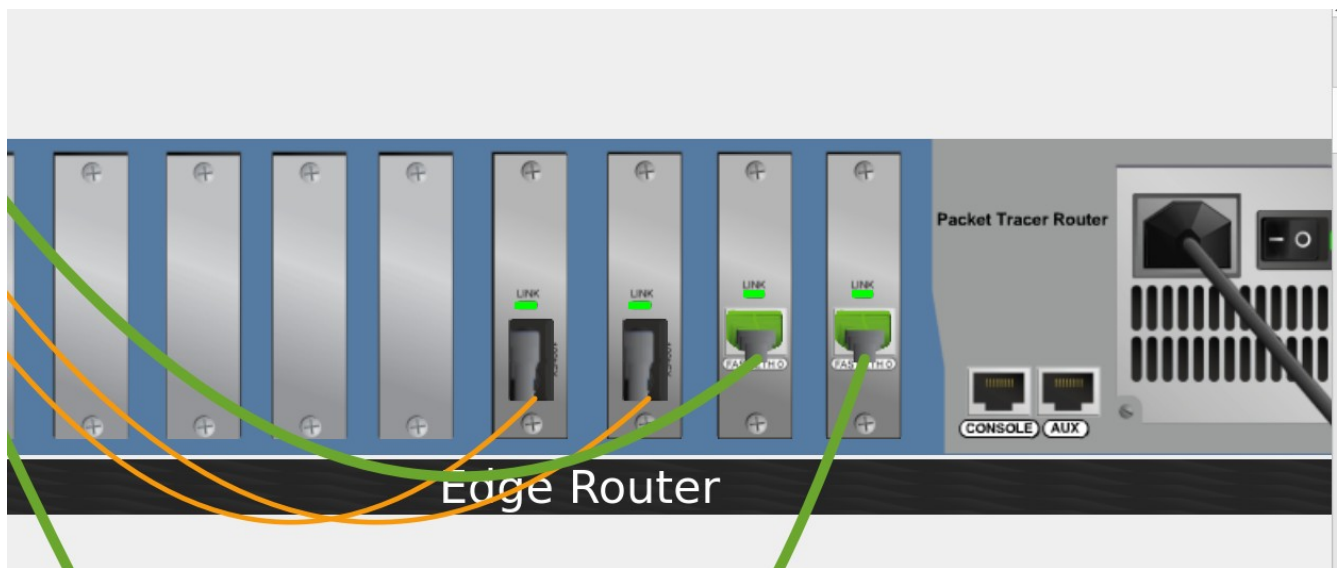 Packet Tracer Router
LINK
LINK
LINK
LINK
CONSOLE
AUX
Edge Router